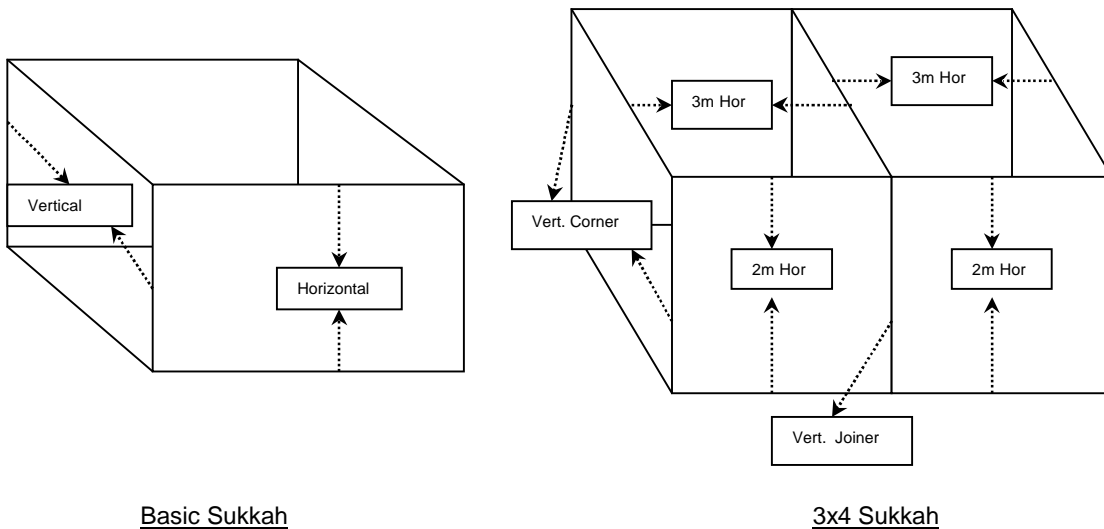 3m Hor
3m Hor
Vertical
Vert. Corner
Horizontal
2m Hor
2m Hor
Vert. Joiner
Basic Sukkah
3x4 Sukkah